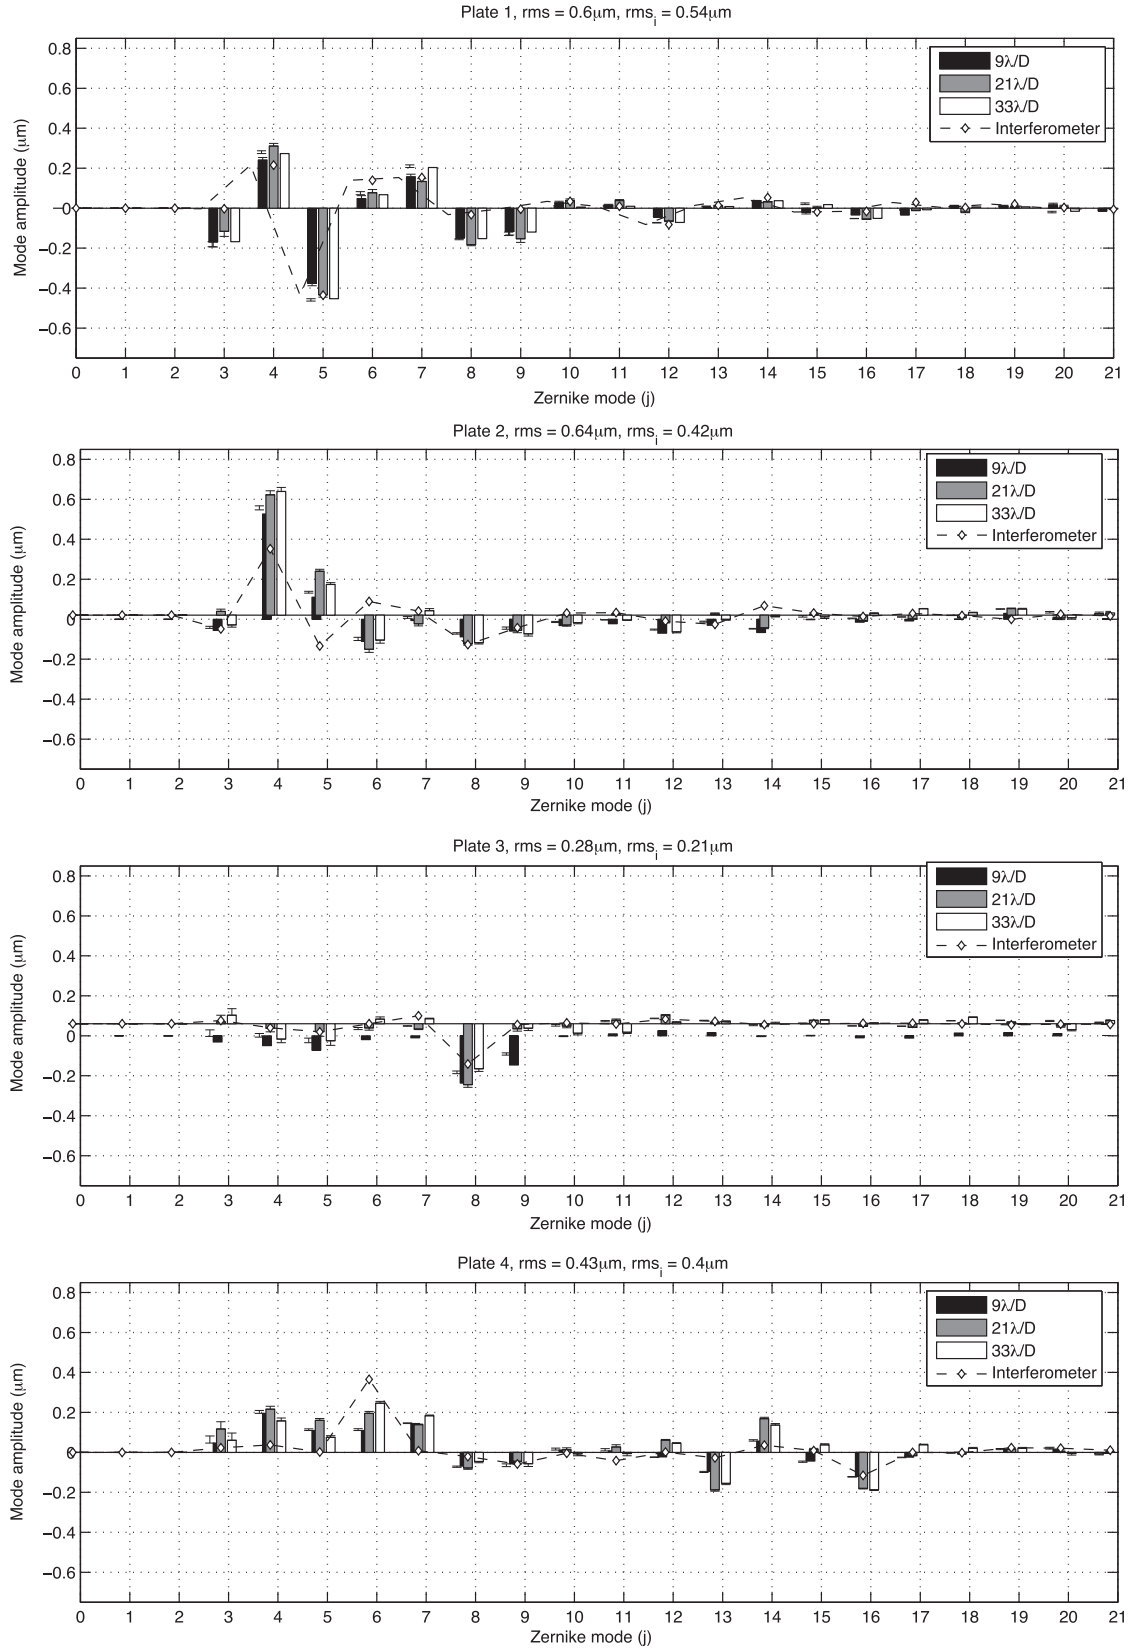 Plate 1, rms = 0.6μm, rmsᵢ = 0.54μm
0.8
0.6
0.4
0.2
0
−0.2
−0.4
−0.6
Mode amplitude (μm)
9λ/D
21λ/D
33λ/D
Interferometer
0 1 2 3 4 5 6 7 8 9 10 11 12 13 14 15 16 17 18 19 20 21
Zernike mode (j)
Plate 2, rms = 0.64μm, rmsᵢ = 0.42μm
0.8
0.6
0.4
0.2
0
−0.2
−0.4
−0.6
Mode amplitude (μm)
9λ/D
21λ/D
33λ/D
Interferometer
0 1 2 3 4 5 6 7 8 9 10 11 12 13 14 15 16 17 18 19 20 21
Zernike mode (j)
Plate 3, rms = 0.28μm, rmsᵢ = 0.21μm
0.8
0.6
0.4
0.2
0
−0.2
−0.4
−0.6
Mode amplitude (μm)
9λ/D
21λ/D
33λ/D
Interferometer
0 1 2 3 4 5 6 7 8 9 10 11 12 13 14 15 16 17 18 19 20 21
Zernike mode (j)
Plate 4, rms = 0.43μm, rmsᵢ = 0.4μm
0.8
0.6
0.4
0.2
0
−0.2
−0.4
−0.6
Mode amplitude (μm)
9λ/D
21λ/D
33λ/D
Interferometer
0 1 2 3 4 5 6 7 8 9 10 11 12 13 14 15 16 17 18 19 20 21
Zernike mode (j)